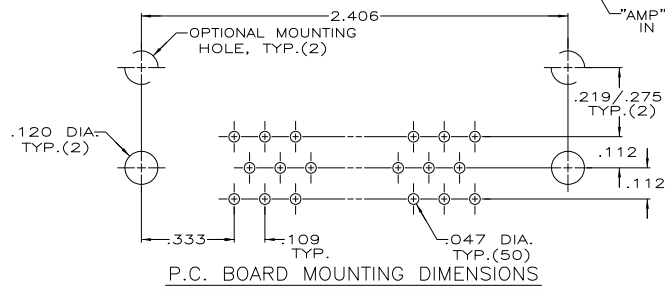 2.406
"AMP"
IN
OPTIONAL MOUNTING
HOLE, TYP.(2)
.219/.275
TYP.(2)
.120 DIA.
TYP.(2)
.112
.112
.333
.109
TYP.
.047 DIA.
TYP.(50)
P.C. BOARD MOUNTING DIMENSIONS